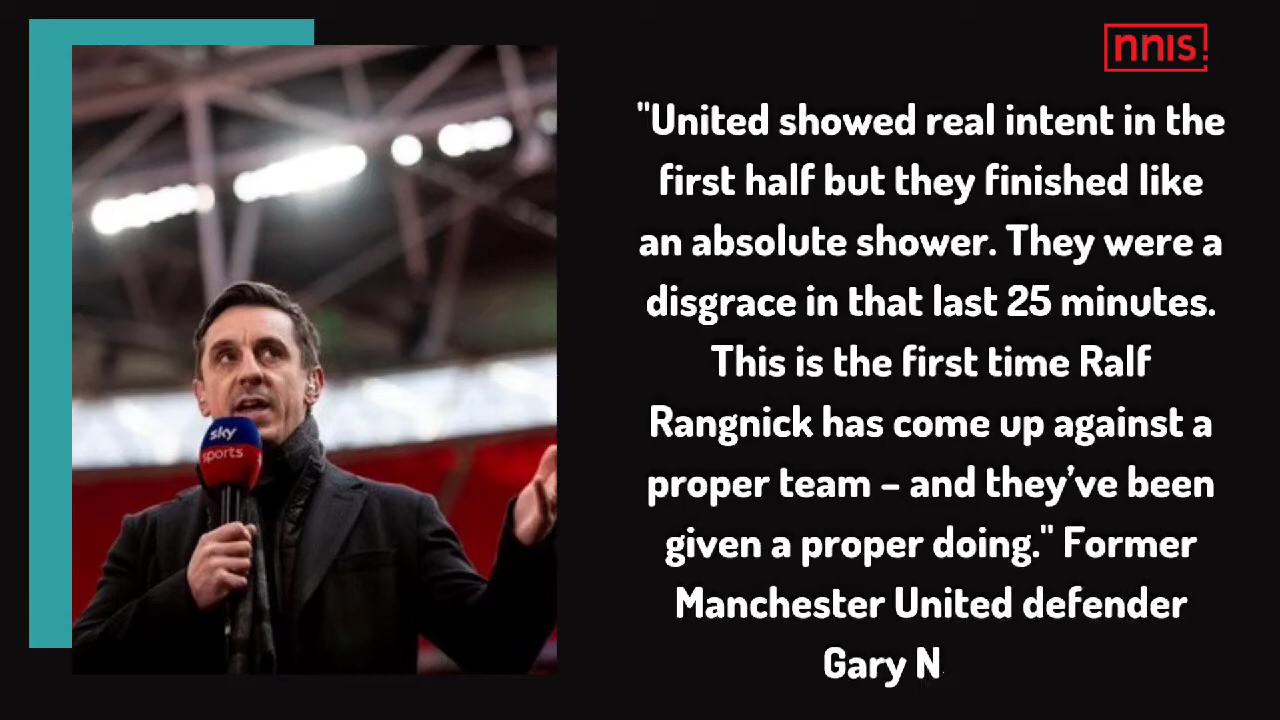 nnis!
"United showed real intent in the
first half but they finished like
an absolute shower. They were a
disgrace in that last 25 minutes.
This is the first time Ralf
Rangnick has come up against a
proper team – and they’ve been
given a proper doing." Former
Manchester United defender
Gary N
sky
sports